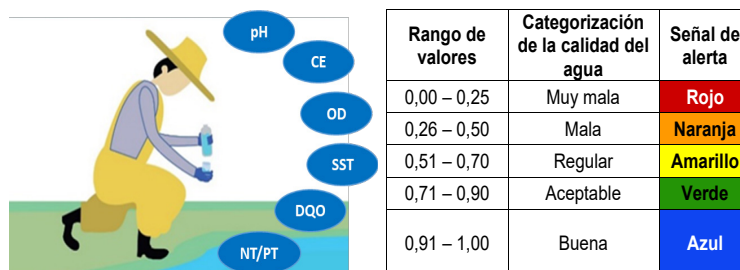 pH
CE
OD
SST
DQO
NT/PT
Rango de valores
Categorización de la calidad del agua
Señal de alerta
0,00 – 0,25 Muy mala Rojo
0,26 – 0,50 Mala Naranja
0,51 – 0,70 Regular Amarillo
0,71 – 0,90 Aceptable Verde
0,91 – 1,00 Buena Azul